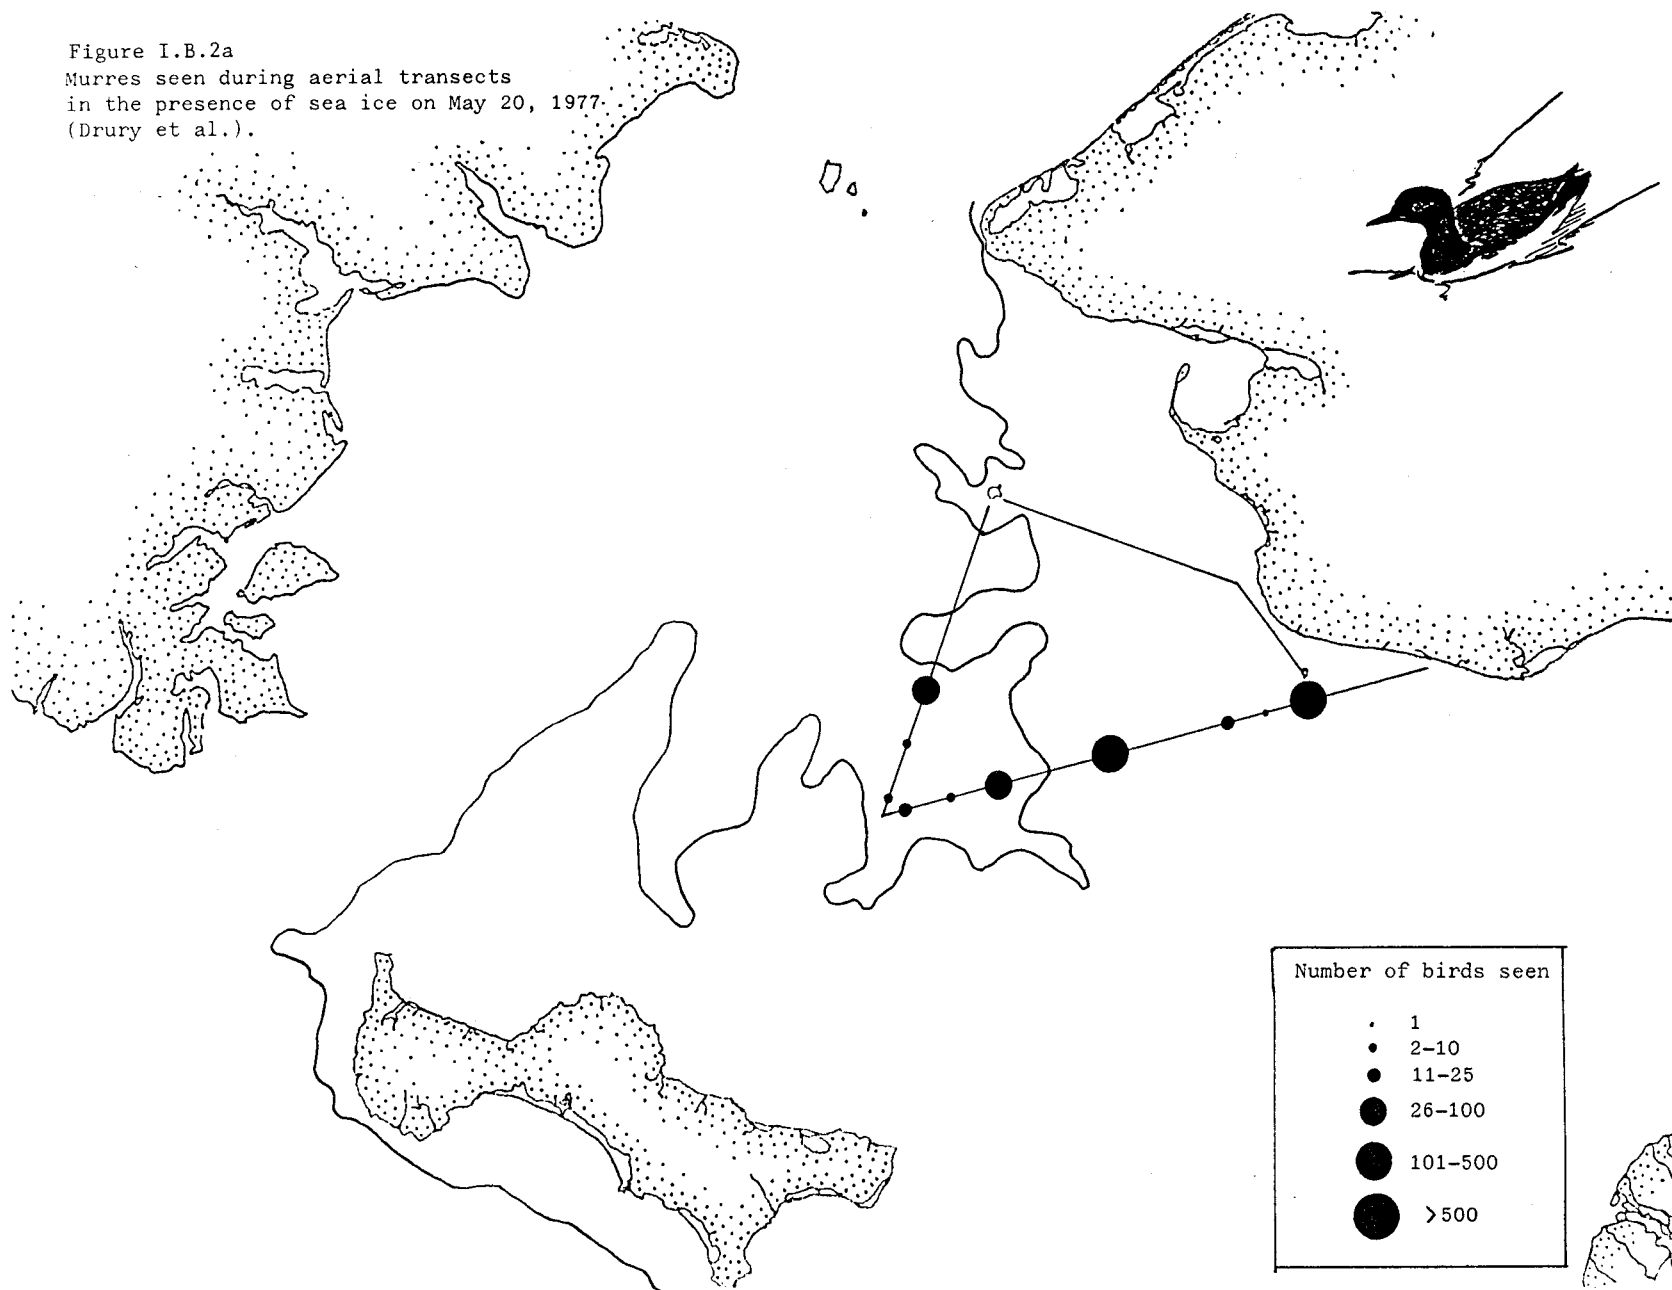 Figure I.B.2a
Murres seen during aerial transects
in the presence of sea ice on May 20, 1977
(Drury et al.).
Number of birds seen
1
2-10
11-25
26-100
101-500
>500